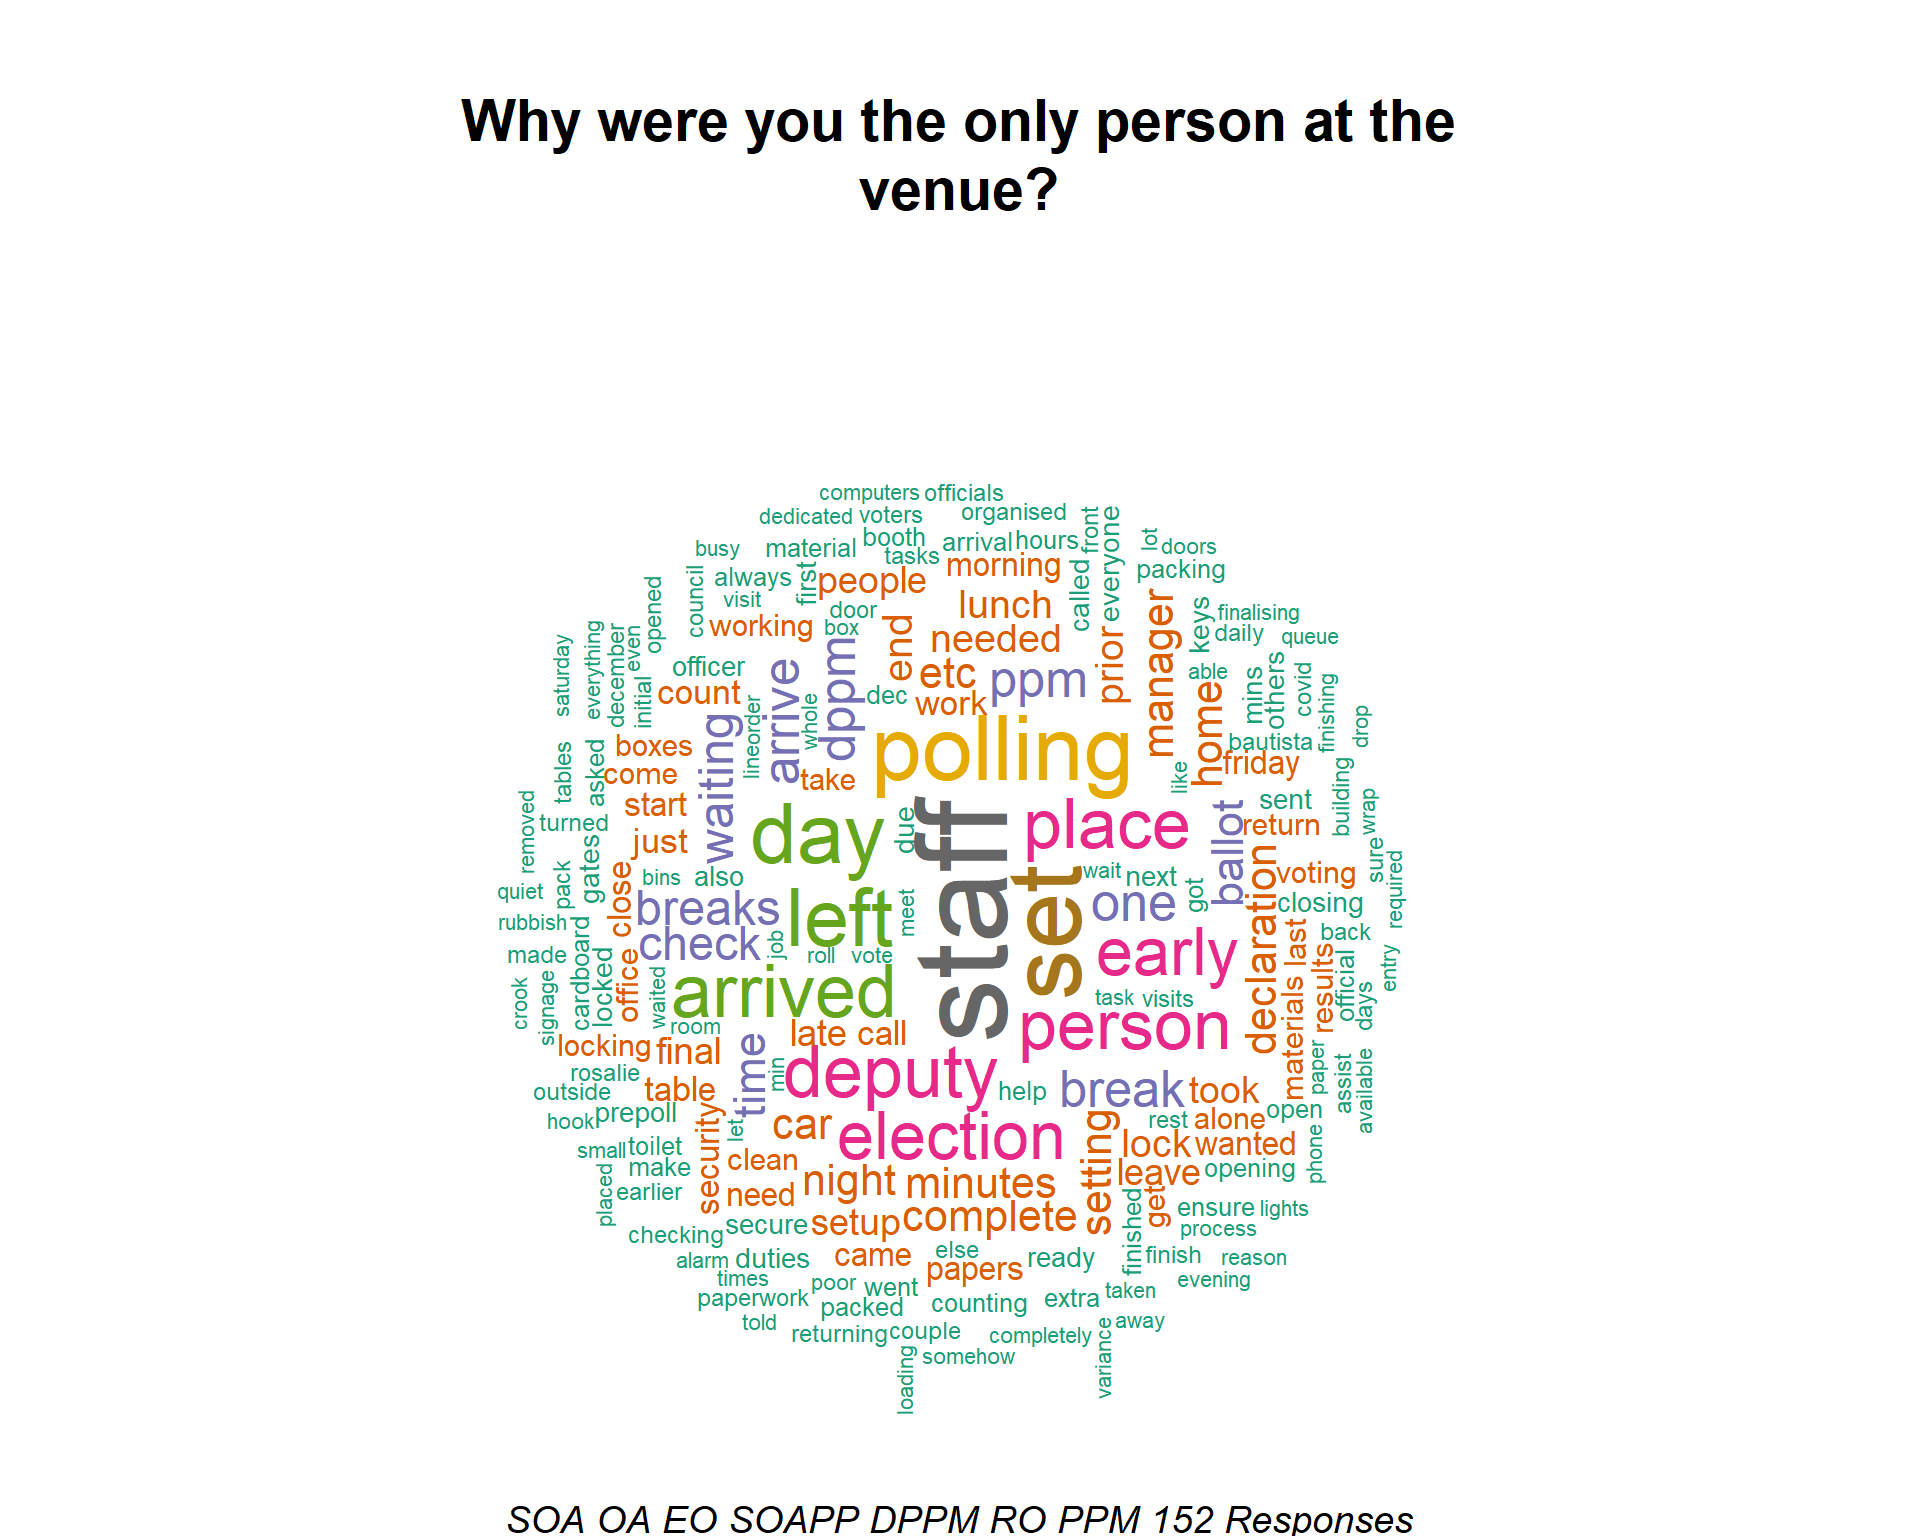 Why were you the only person at the
venue?
computers officials
dedicated voters organised
front
everyone
busy material booth arrival hours lot doors
tasks
council always first people morning called packing
visit
opened
door lunch keys finalising
everything
december
even
saturday
working box end needed prior manager daily queue
officer arrive dppm etc ppm able mins others covid
initial count dec work home finishing
lineorder whole
waiting
boxes polling bautista drop
tables asked come take like friday
removed start day due staff place ballot sent building wrap
turned just return
gates bins also set wait next got declaration voting sure required
quiet pack close breaks left meet one closing
rubbish
made cardboard locked office check job roll vote early materials last results official back entry
crook signage waited arrived task visits days
room late call person
locking final time min
rosalie deputy paper assist available
outside table help break took
hook prepoll security let car election setting rest alone open phone
small toilet clean lock wanted
placed make night minutes leave opening
earlier need get
secure setup complete finished ensure lights
checking process
alarm duties came else ready finish reason
times papers evening
paperwork poor went taken
packed counting extra
told returning couple completely away
loading somehow variance
SOA OA EO SOAPP DPPM RO PPM 152 Responses